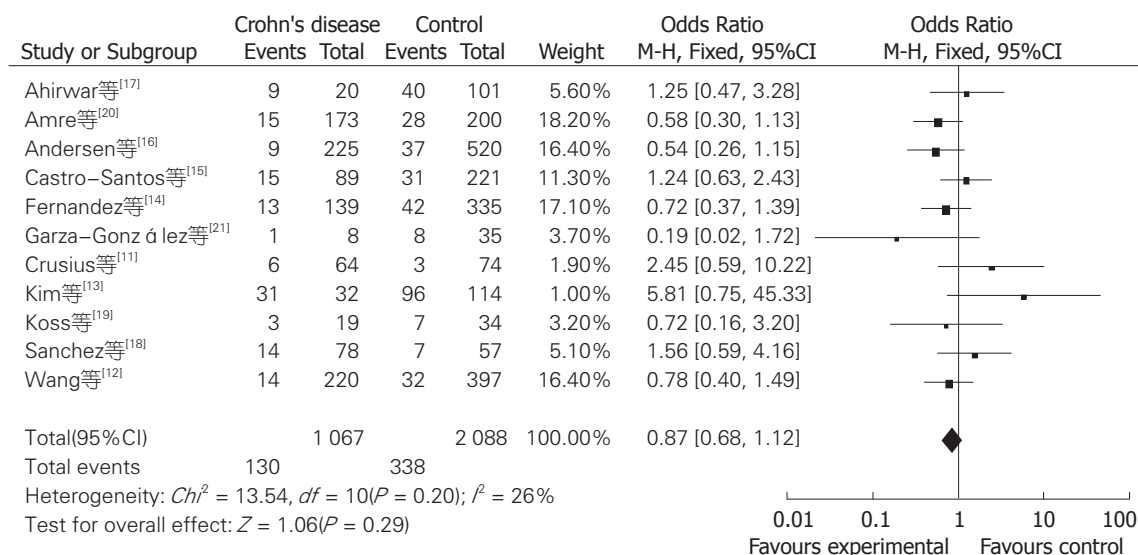 Crohn's disease Control Odds Ratio Odds Ratio
Study or Subgroup Events Total Events Total Weight M-H, Fixed, 95%CI M-H, Fixed, 95%CI
Ahirwar等[17] 9 20 40 101 5.60% 1.25 [0.47, 3.28]
Amre等[20] 15 173 28 200 18.20% 0.58 [0.30, 1.13]
Andersen等[16] 9 225 37 520 16.40% 0.54 [0.26, 1.15]
Castro-Santos等[15] 15 89 31 221 11.30% 1.24 [0.63, 2.43]
Fernandez等[14] 13 139 42 335 17.10% 0.72 [0.37, 1.39]
Garza-Gonz á lez等[21] 1 8 8 35 3.70% 0.19 [0.02, 1.72]
Crusius等[11] 6 64 3 74 1.90% 2.45 [0.59, 10.22]
Kim等[13] 31 32 96 114 1.00% 5.81 [0.75, 45.33]
Koss等[19] 3 19 7 34 3.20% 0.72 [0.16, 3.20]
Sanchez等[18] 14 78 7 57 5.10% 1.56 [0.59, 4.16]
Wang等[12] 14 220 32 397 16.40% 0.78 [0.40, 1.49]
Total(95%CI) 1 067 2 088 100.00% 0.87 [0.68, 1.12]
Total events 130 338
Heterogeneity: Chi² = 13.54, df = 10(P = 0.20); I² = 26%
Test for overall effect: Z = 1.06(P = 0.29)
0.01 0.1 1 10 100
Favours experimental Favours control